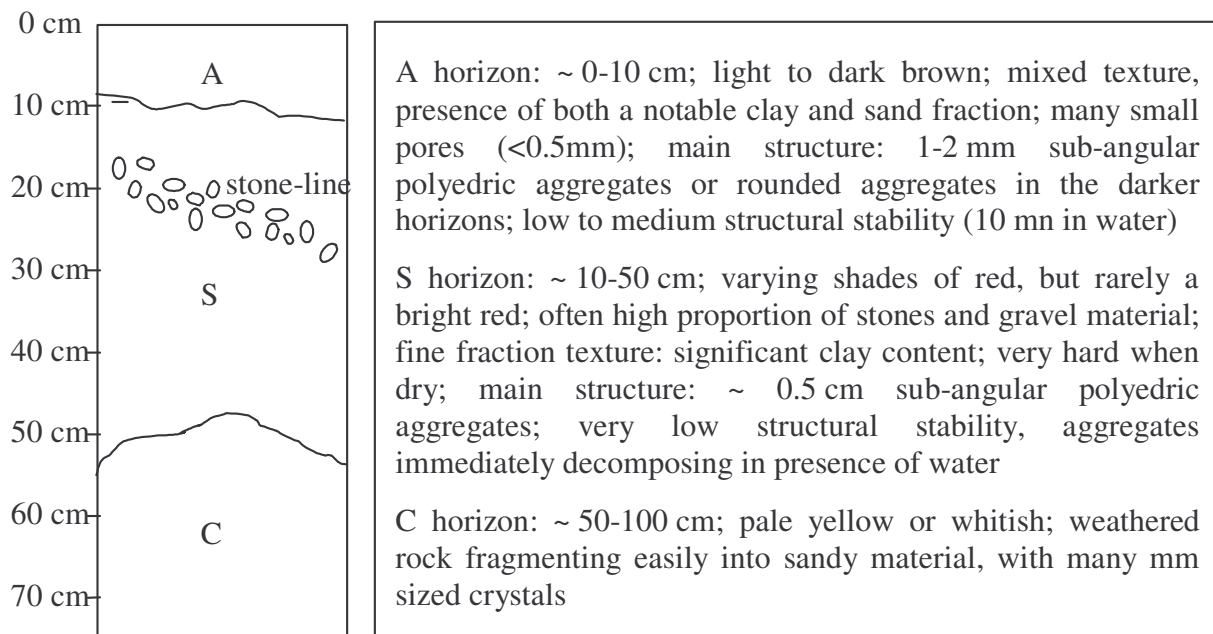 0 cm
A
10 cm
20 cm
stone-line
30 cm
S
40 cm
50 cm
60 cm
C
70 cm
A horizon: ~ 0-10 cm; light to dark brown; mixed texture,
presence of both a notable clay and sand fraction; many small
pores (<0.5mm); main structure: 1-2 mm sub-angular
polyedric aggregates or rounded aggregates in the darker
horizons; low to medium structural stability (10 mn in water)
S horizon: ~ 10-50 cm; varying shades of red, but rarely a
bright red; often high proportion of stones and gravel material;
fine fraction texture: significant clay content; very hard when
dry; main structure: ~ 0.5 cm sub-angular polyedric
aggregates; very low structural stability, aggregates
immediately decomposing in presence of water
C horizon: ~ 50-100 cm; pale yellow or whitish; weathered
rock fragmenting easily into sandy material, with many mm
sized crystals